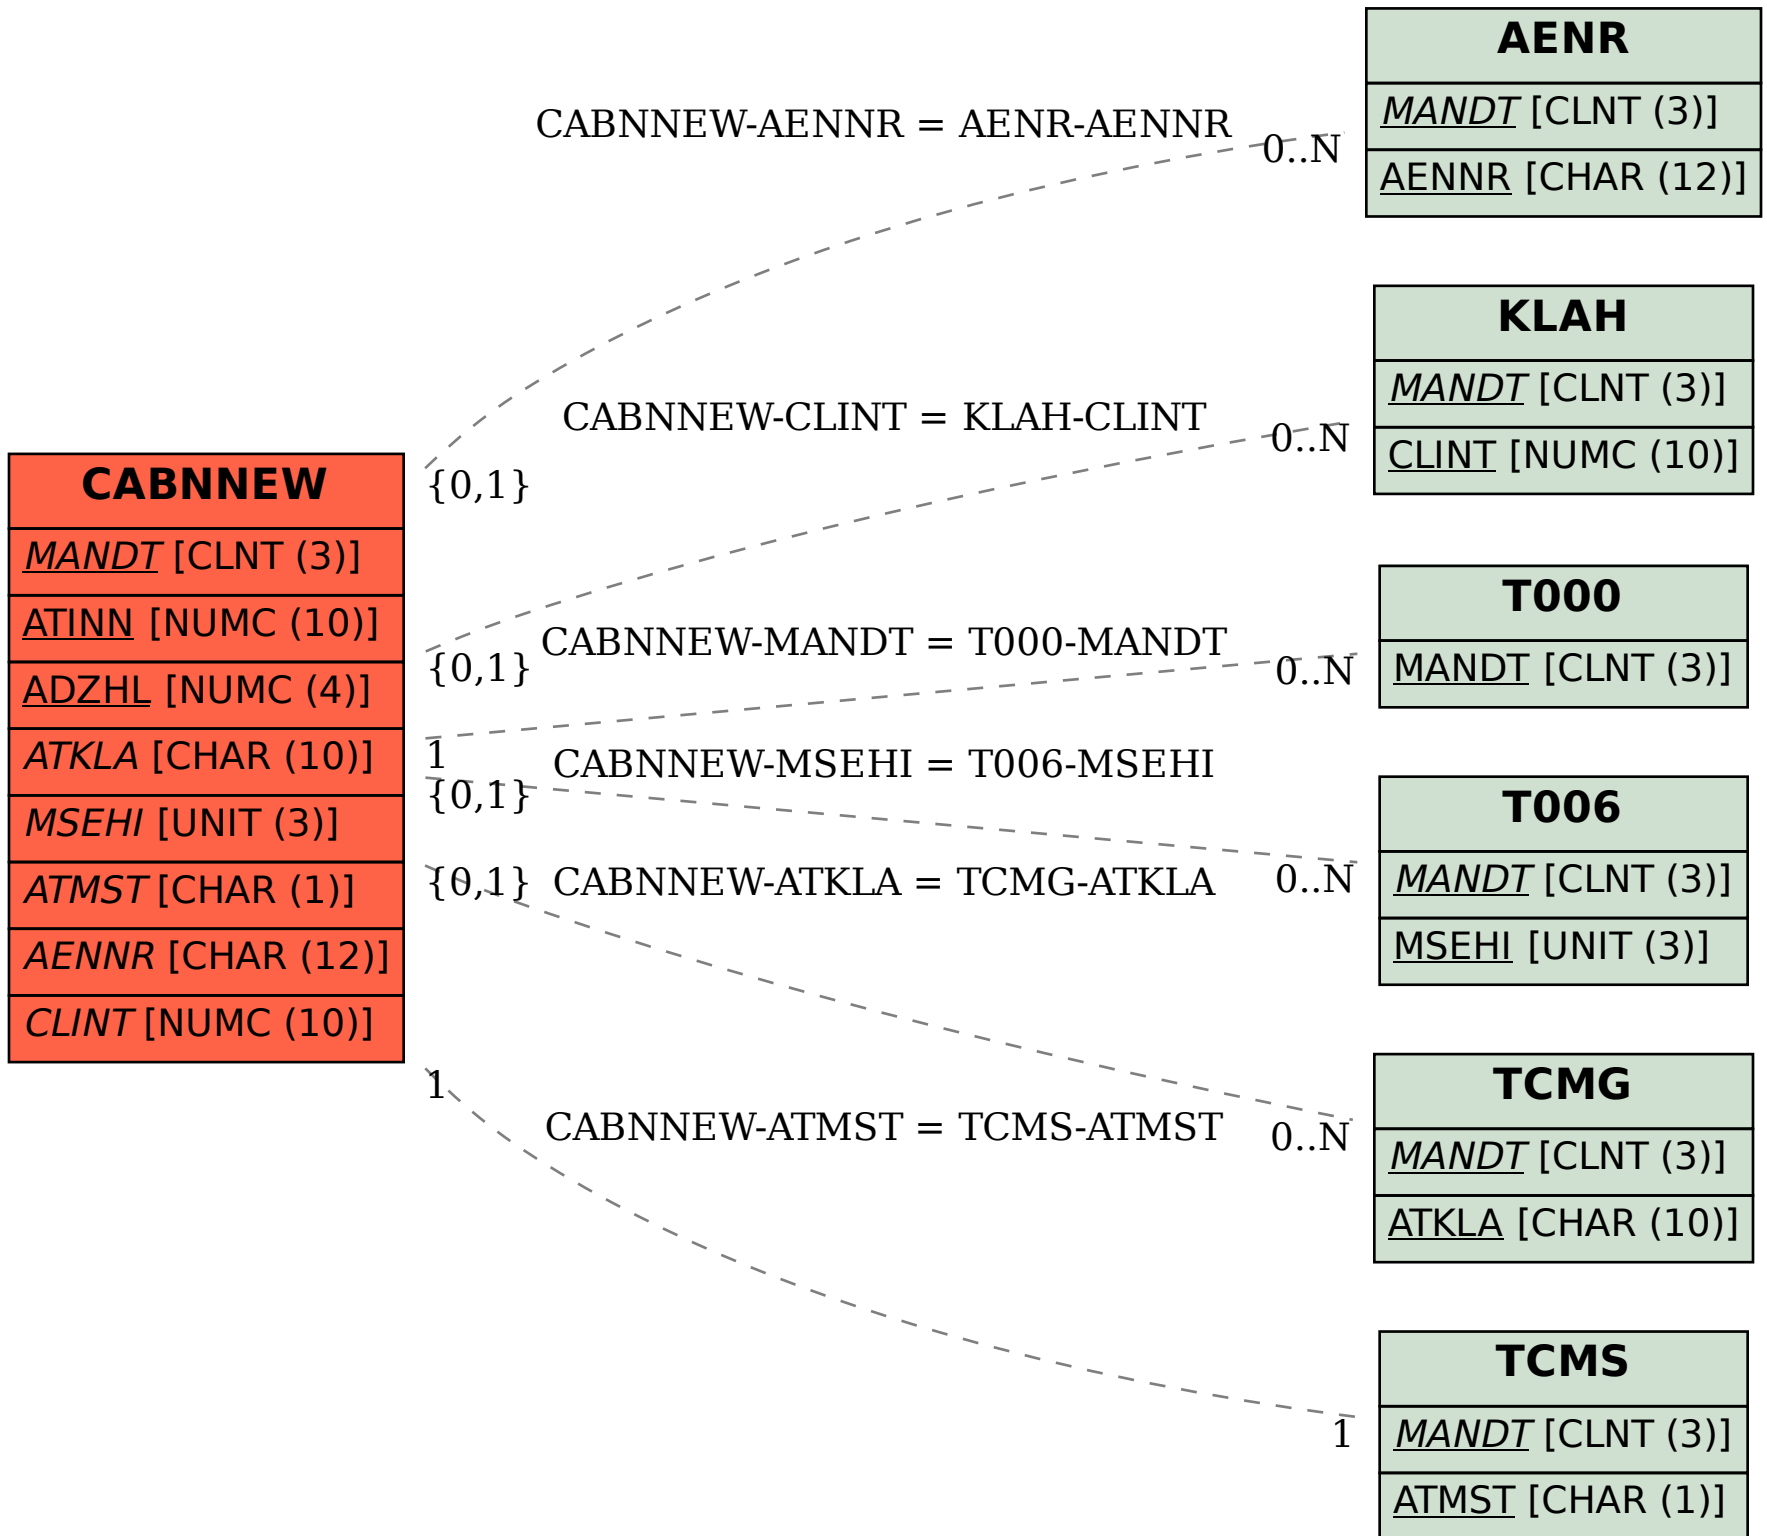 AENR
MANDT [CLNT (3)]
AENNR [CHAR (12)]
CABNNEW-AENNR = AENR-AENNR
0..N
{0,1}
KLAH
MANDT [CLNT (3)]
CLINT [NUMC (10)]
CABNNEW-CLINT = KLAH-CLINT
0..N
{0,1}
CABNNEW
MANDT [CLNT (3)]
ATINN [NUMC (10)]
ADZHL [NUMC (4)]
ATKLA [CHAR (10)]
MSEHI [UNIT (3)]
ATMST [CHAR (1)]
AENNR [CHAR (12)]
CLINT [NUMC (10)]
T000
MANDT [CLNT (3)]
CABNNEW-MANDT = T000-MANDT
0..N
1
T006
MANDT [CLNT (3)]
MSEHI [UNIT (3)]
CABNNEW-MSEHI = T006-MSEHI
0..N
{0,1}
TCMG
MANDT [CLNT (3)]
ATKLA [CHAR (10)]
CABNNEW-ATKLA = TCMG-ATKLA
0..N
{0,1}
TCMS
MANDT [CLNT (3)]
ATMST [CHAR (1)]
CABNNEW-ATMST = TCMS-ATMST
1
1